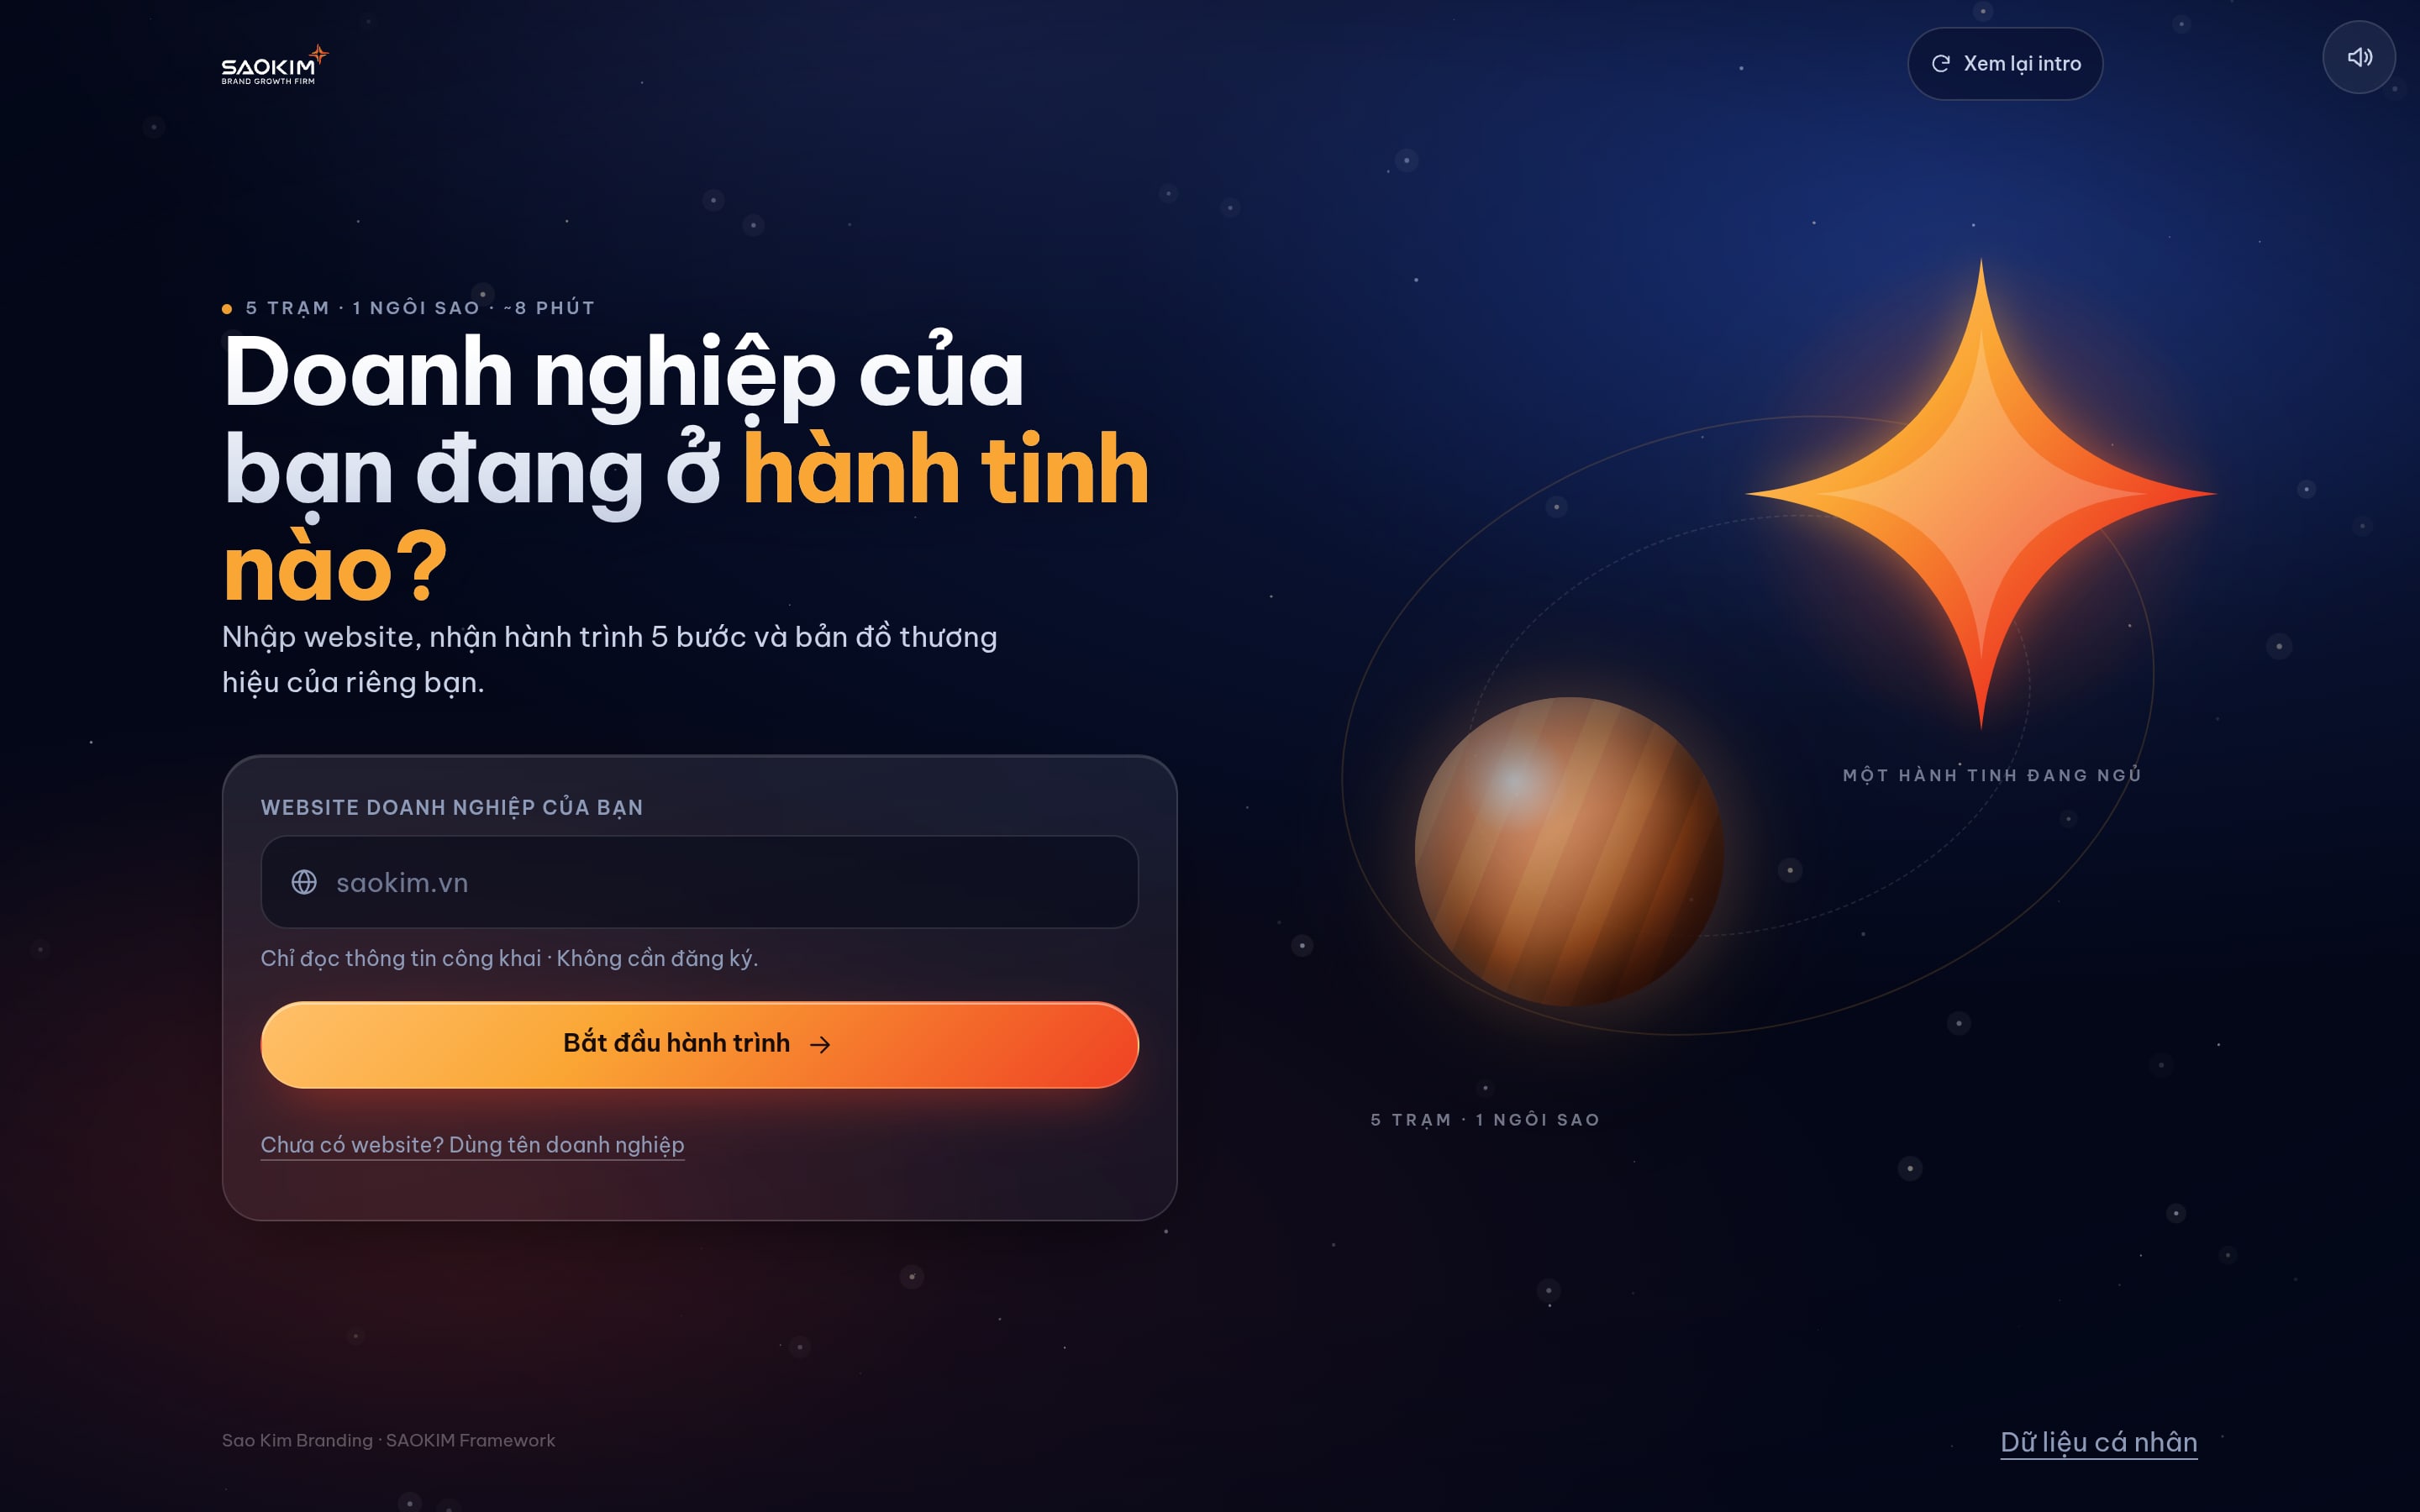 SAOKIM
BRAND GROWTH FIRM
Xem lại intro
5 TRẠM · 1 NGÔI SAO · ~8 PHÚT
Doanh nghiệp của
bạn đang ở hành tinh
nào?
Nhập website, nhận hành trình 5 bước và bản đồ thương
hiệu của riêng bạn.
WEBSITE DOANH NGHIỆP CỦA BẠN
saokim.vn
Chỉ đọc thông tin công khai · Không cần đăng ký.
Bắt đầu hành trình →
Chưa có website? Dùng tên doanh nghiệp
MỘT HÀNH TINH ĐANG NGỦ
5 TRẠM · 1 NGÔI SAO
Sao Kim Branding · SAOKIM Framework
Dữ liệu cá nhân